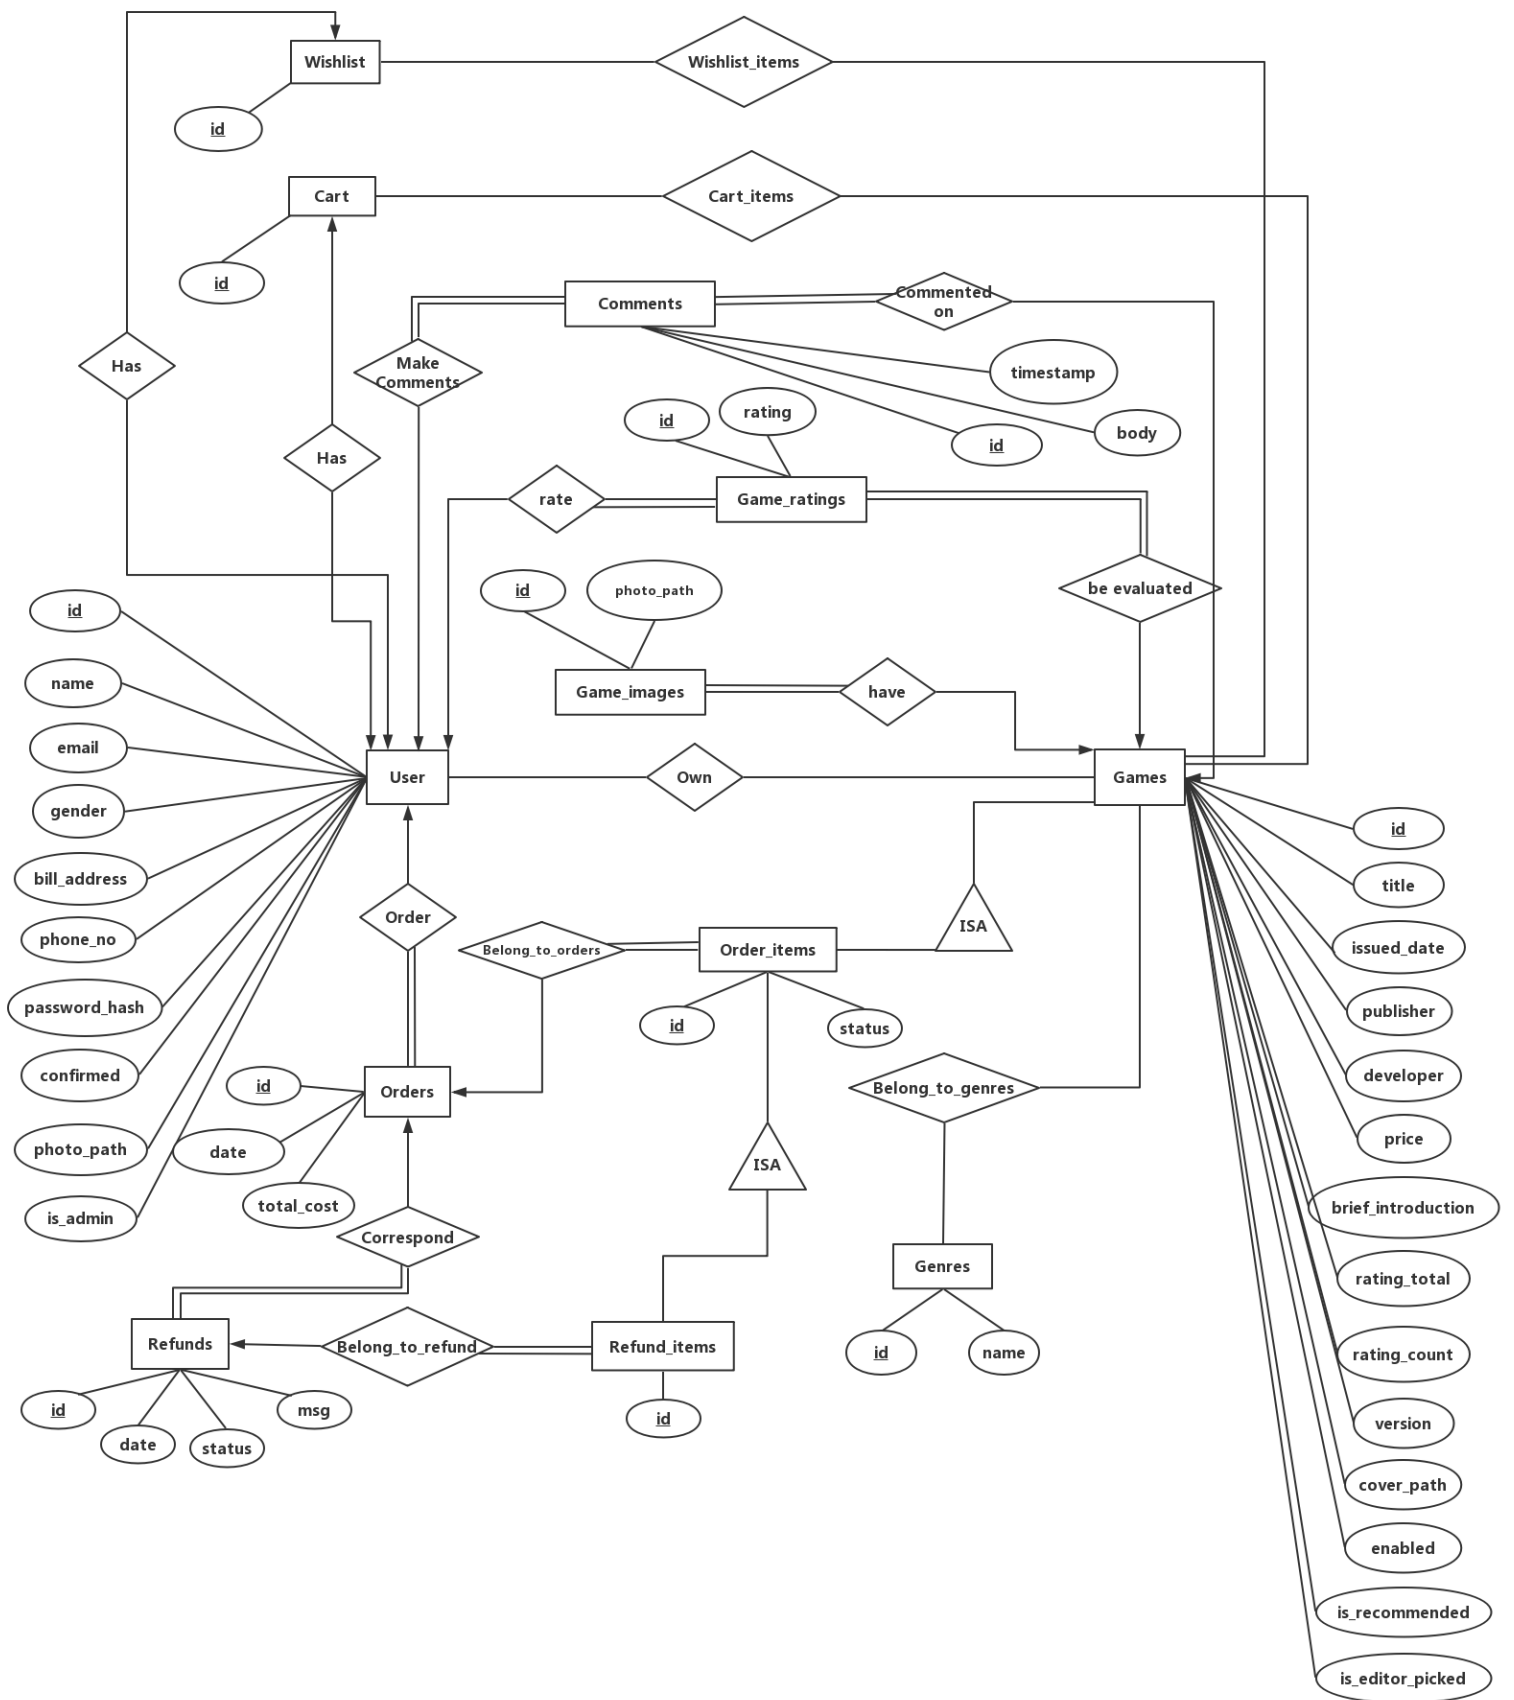 Wishlist
Wishlist_items
id
Cart
Cart_items
id
Comments
Commented
on
Has
Make
Comments
timestamp
id
rating
body
id
Has
rate
Game_ratings
id
photo_path
be evaluated
id
name
Game_images
have
email
User
Own
Games
gender
id
bill_address
title
Order
phone_no
Belong_to_orders
Order_items
ISA
issued_date
password_hash
id
status
publisher
confirmed
id
Orders
Belong_to_genres
developer
photo_path
date
ISA
price
is_admin
total_cost
brief_introduction
Correspond
Genres
rating_total
Refunds
Belong_to_refund
Refund_items
id
name
rating_count
id
msg
id
version
date
status
cover_path
enabled
is_recommended
is_editor_picked